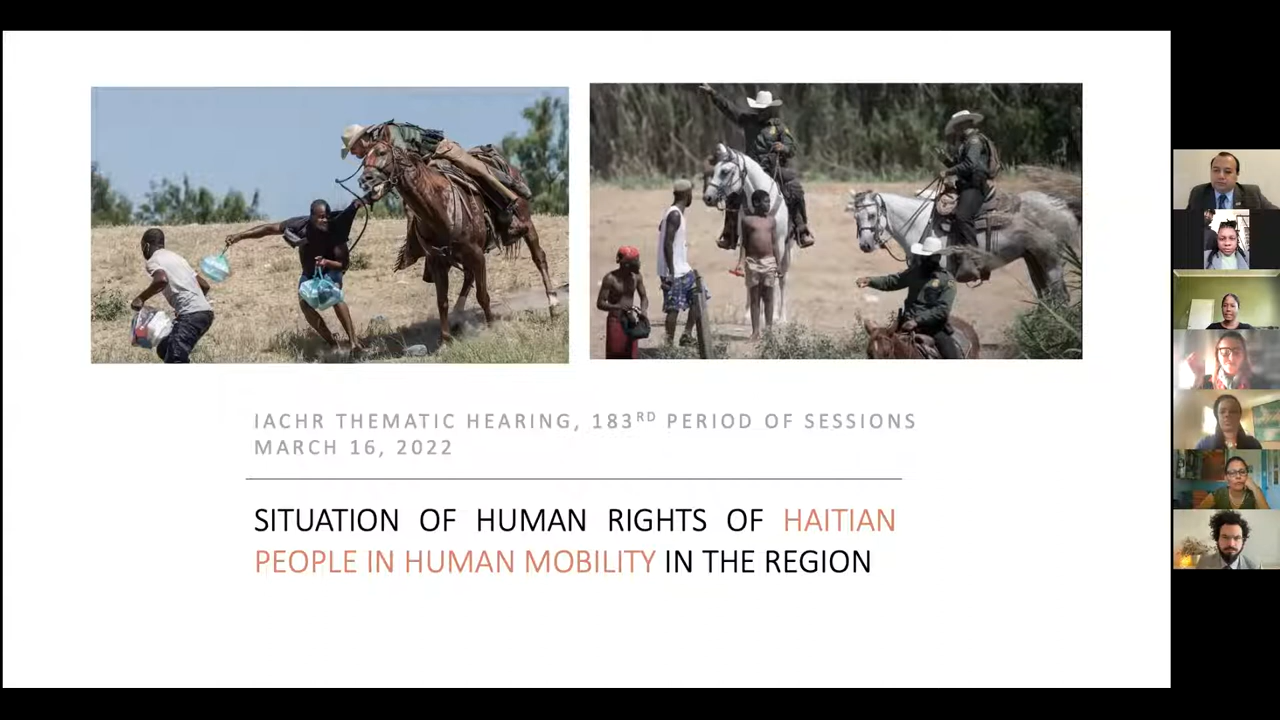 IACHR THEMATIC HEARING, 183RD PERIOD OF SESSIONS
MARCH 16, 2022
SITUATION OF HUMAN RIGHTS OF HAITIAN
PEOPLE IN HUMAN MOBILITY IN THE REGION